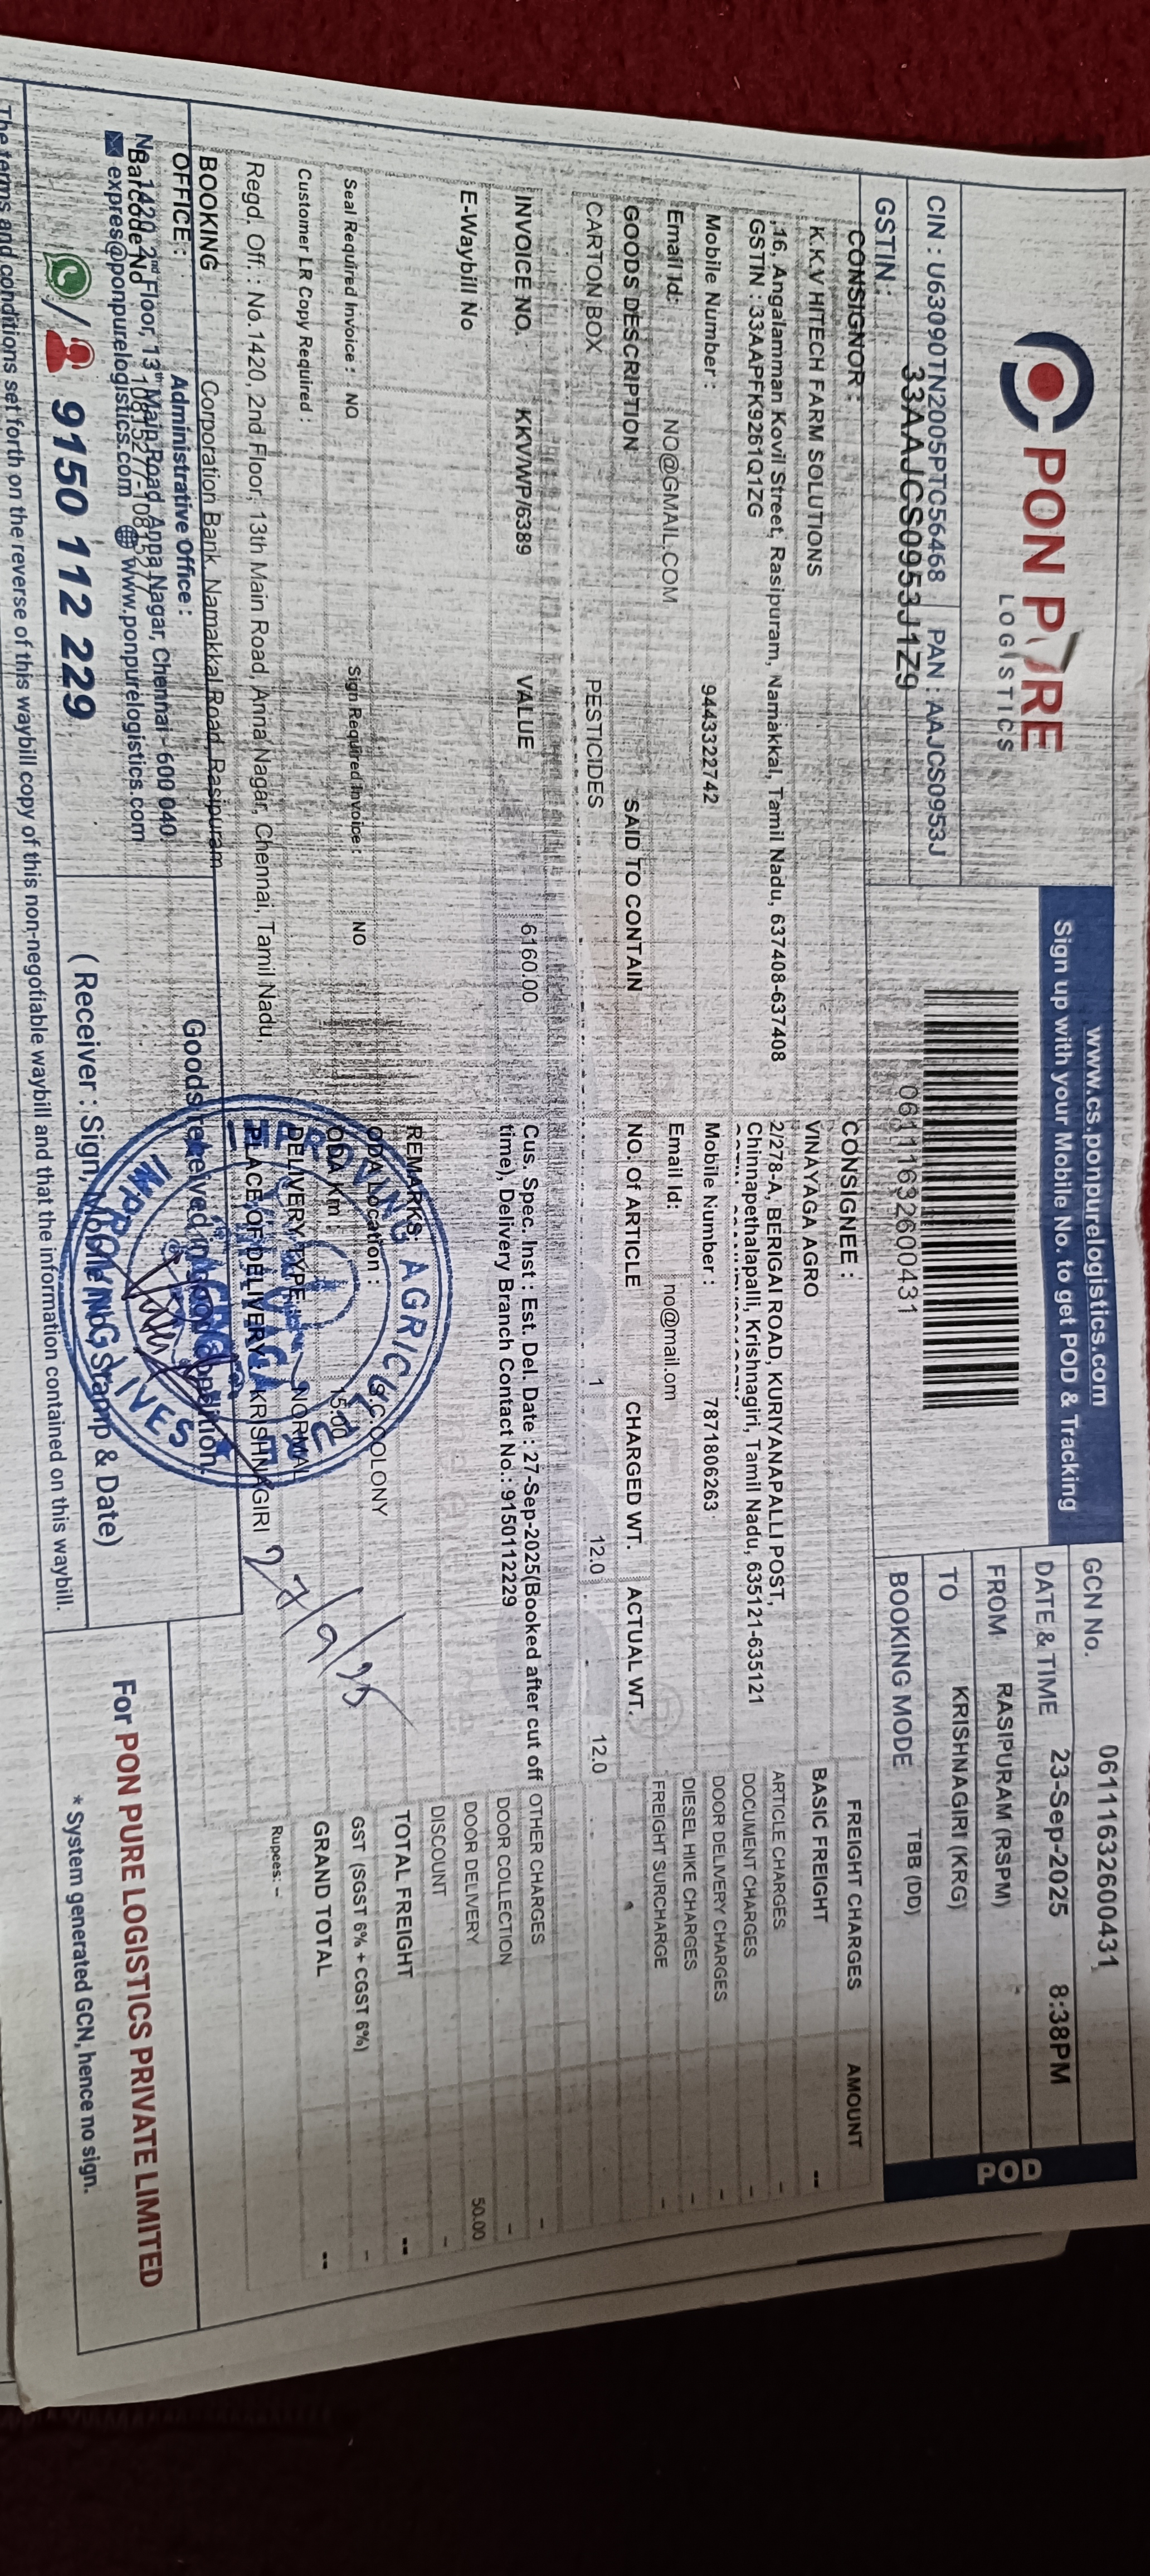 PON PURE
LOGISTICS
CIN : U63090TN2005PTC56468 PAN : AAJCS0953J
GSTIN : 33AAJCS0953J1Z9
www.cs.ponpurelogistics.com
Sign up with your Mobile No. to get POD & Tracking
06111632600431
GCN No. 06111632600431
DATE & TIME 23-Sep-2025 8:38PM
FROM RASIPURAM (RSPM)
TO KRISHNAGIRI (KRG)
BOOKING MODE TBB (DD)
POD
CONSIGNOR :
K.K.V HITECH FARM SOLUTIONS
,16, Angalamman Kovil Street, Rasipuram, Namakkal, Tamil Nadu, 637408-637408
GSTIN : 33AAPFK9261Q1ZG
Mobile Number : 944332742
Email Id: NO@GMAIL.COM
CONSIGNEE :
VINAYAGA AGRO
2/278-A, BERIGAI ROAD, KURIYANAPALLI POST,
Chinnapethalapalli, Krishnagiri, Tamil Nadu, 635121-635121
Mobile Number : 7871806263
Email Id: no@mail.om
GOODS DESCRIPTION SAID TO CONTAIN NO. OF ARTICLE CHARGED WT. ACTUAL WT.
CARTON BOX PESTICIDES 1 12.0 12.0
INVOICE NO. KKV/WP/6389 VALUE 6160.00
E-Waybill No
Cus. Spec. Inst : Est. Del. Date : 27-Sep-2025(Booked after cut off
time), Delivery Branch Contact No.: 9150112229
REMARKS:
ODA Location : S.C.COLONY
ODA Km : 15.00
DELIVERY TYPE : NORMAL
PLACE OF DELIVERY : KRISHNAGIRI
Seal Required Invoice : NO Sign Required Invoice : NO
Customer LR Copy Required :
Regd. Off. : No.1420, 2nd Floor, 13th Main Road, Anna Nagar, Chennai, Tamil Nadu,
BOOKING OFFICE : Corporation Bank, Namakkal Road, Rasipuram
Administrative Office :
No. 1420, 2nd Floor, 13th Main Road, Anna Nagar, Chennai - 600 040.
Barcode No
expres@ponpurelogistics.com www.ponpurelogistics.com
9150 112 229
Goods received in good condition.
(Receiver : Sign, Mobile No, Stamp & Date)
27/9/25
FREIGHT CHARGES AMOUNT
BASIC FREIGHT --
ARTICLE CHARGES -
DOCUMENT CHARGES -
DOOR DELIVERY CHARGES -
DIESEL HIKE CHARGES -
FREIGHT SURCHARGE -
OTHER CHARGES -
DOOR COLLECTION -
DOOR DELIVERY 50.00
DISCOUNT -
TOTAL FREIGHT --
GST (SGST 6% + CGST 6%) -
GRAND TOTAL --
Rupees: –
For PON PURE LOGISTICS PRIVATE LIMITED
* System generated GCN, hence no sign.
The terms and conditions set forth on the reverse of this waybill copy of this non-negotiable waybill and that the information contained on this waybill.